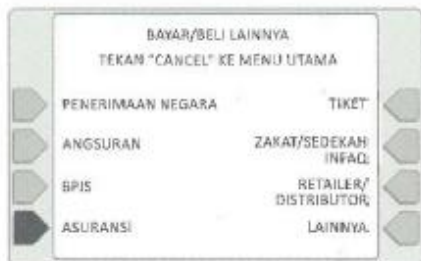 BAYAR/BELI LAINNYA
TEKAN "CANCEL" KE MENU UTAMA
PENERIMAAN NEGARA
TIKET
ANGSURAN
ZAKAT/SEDEKAH
INFAQ
BPJS
RETAILER/
DISTRIBUTOR
ASURANSI
LAINNYA